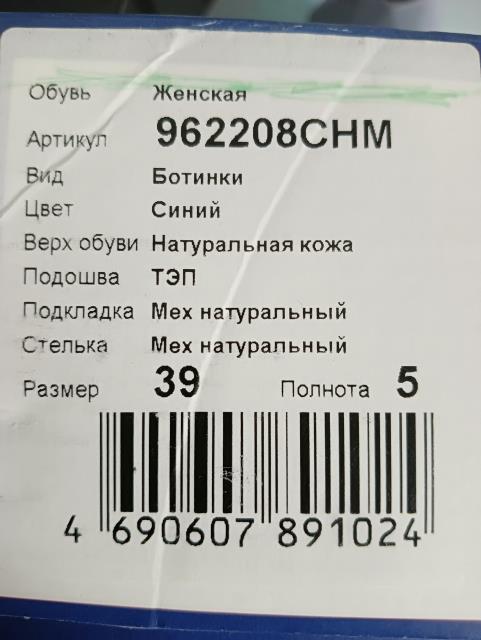 Обувь Женская
Артикул 962208СНМ
Вид Ботинки
Цвет Синий
Верх обуви Натуральная кожа
Подошва ТЭП
Подкладка Мех натуральный
Стелька Мех натуральный
Размер 39 Полнота 5
4 690607 891024